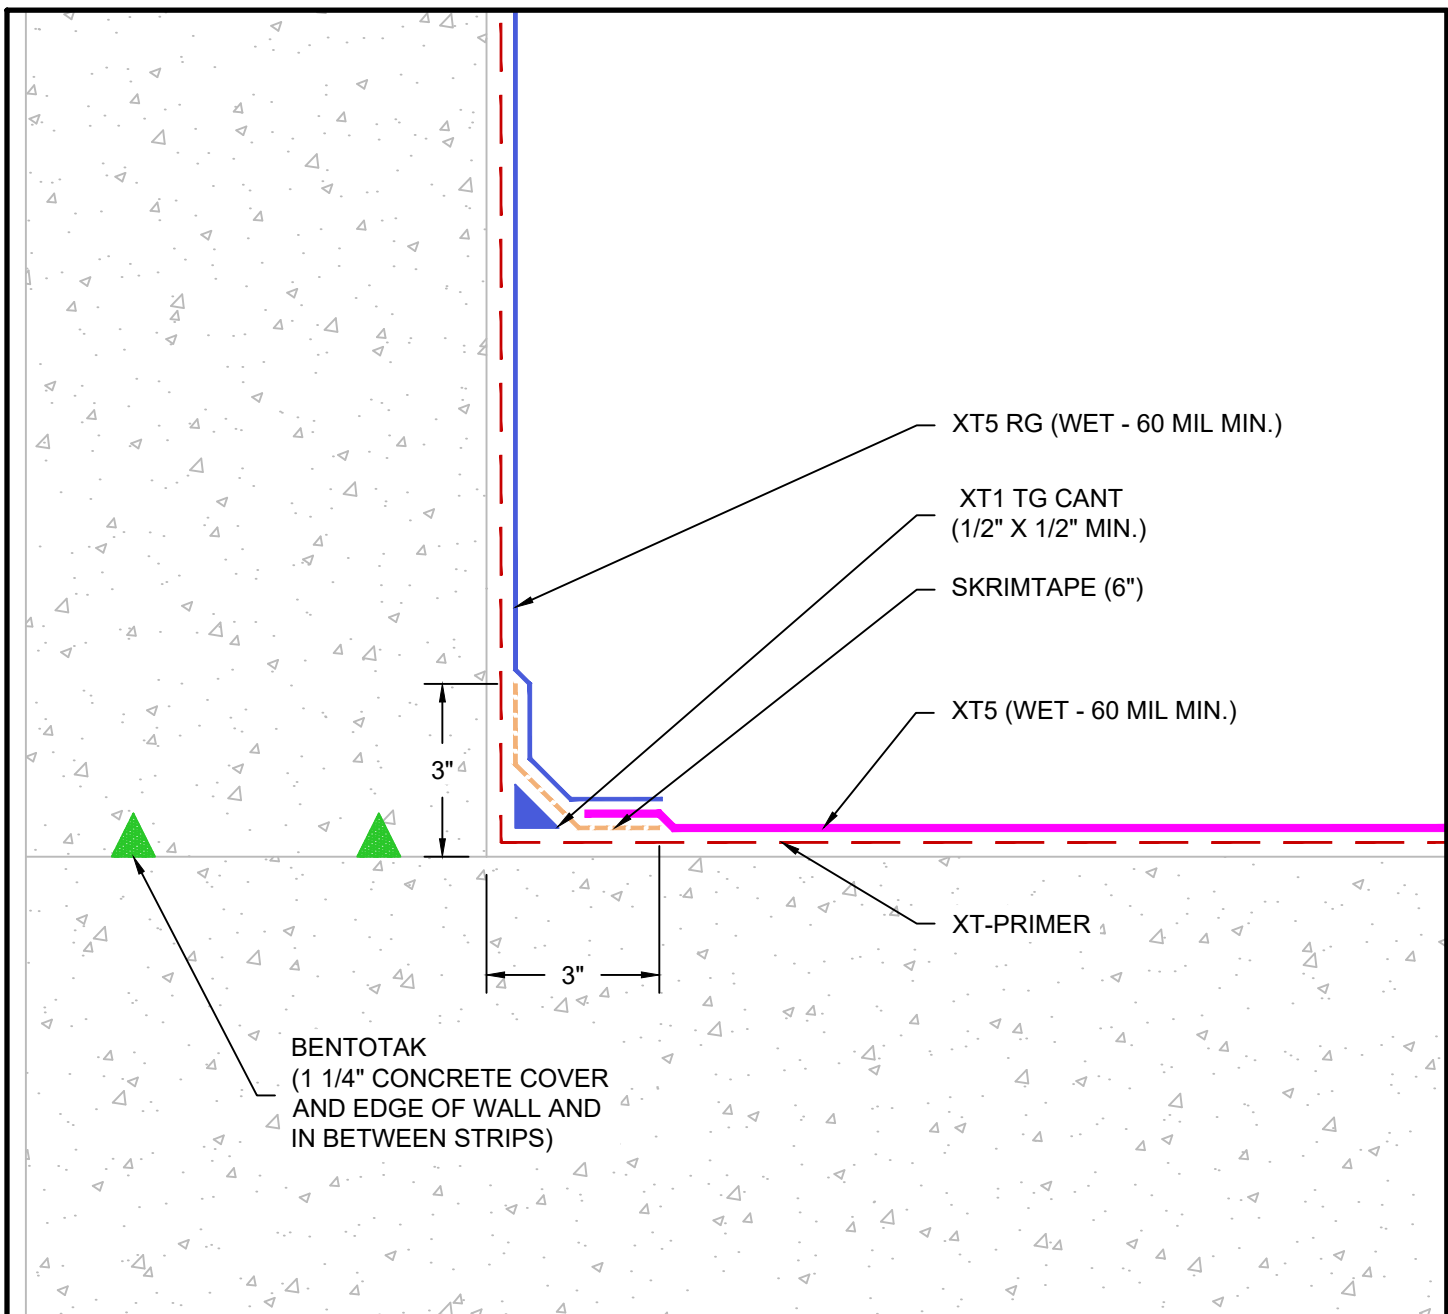 XT5 RG (WET - 60 MIL MIN.)
XT1 TG CANT
(1/2" X 1/2" MIN.)
SKRIMTAPE (6")
XT5 (WET - 60 MIL MIN.)
3"
XT-PRIMER
3"
BENTOTAK
(1 1/4" CONCRETE COVER
AND EDGE OF WALL AND
IN BETWEEN STRIPS)